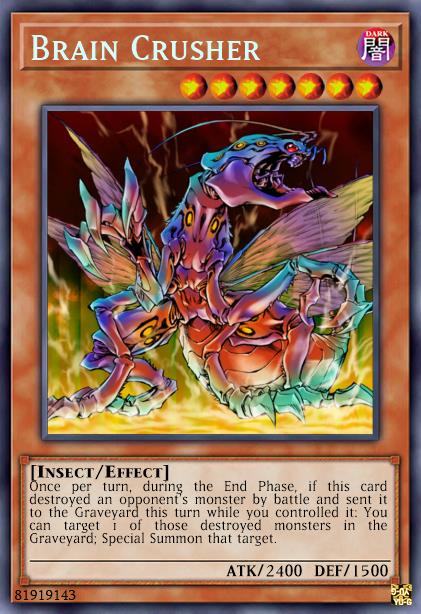 BRAIN CRUSHER
DARK
闇
[INSECT/EFFECT]
Once per turn, during the End Phase, if this card
destroyed an opponent's monster by battle and sent it
to the Graveyard this turn while you controlled it: You
can target 1 of those destroyed monsters in the
Graveyard; Special Summon that target.
ATK/2400 DEF/1500
81919143